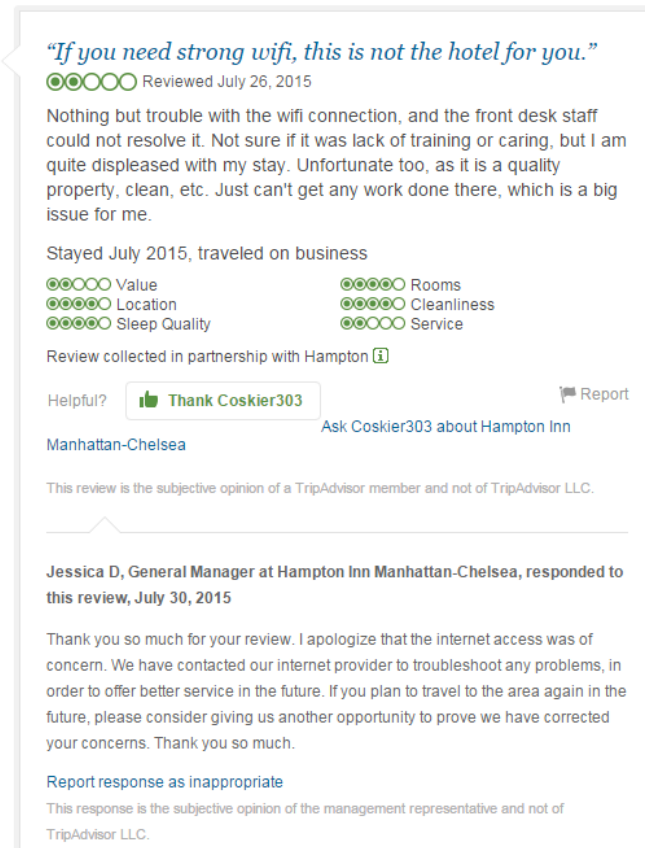 “If you need strong wifi, this is not the hotel for you.”
Reviewed July 26, 2015
Nothing but trouble with the wifi connection, and the front desk staff
could not resolve it. Not sure if it was lack of training or caring, but I am
quite displeased with my stay. Unfortunate too, as it is a quality
property, clean, etc. Just can't get any work done there, which is a big
issue for me.
Stayed July 2015, traveled on business
Value
Rooms
Location
Cleanliness
Sleep Quality
Service
Review collected in partnership with Hampton i
Helpful?
Thank Coskier303
Report
Ask Coskier303 about Hampton Inn
Manhattan-Chelsea
This review is the subjective opinion of a TripAdvisor member and not of TripAdvisor LLC.
Jessica D, General Manager at Hampton Inn Manhattan-Chelsea, responded to
this review, July 30, 2015
Thank you so much for your review. I apologize that the internet access was of
concern. We have contacted our internet provider to troubleshoot any problems, in
order to offer better service in the future. If you plan to travel to the area again in the
future, please consider giving us another opportunity to prove we have corrected
your concerns. Thank you so much.
Report response as inappropriate
This response is the subjective opinion of the management representative and not of
TripAdvisor LLC.